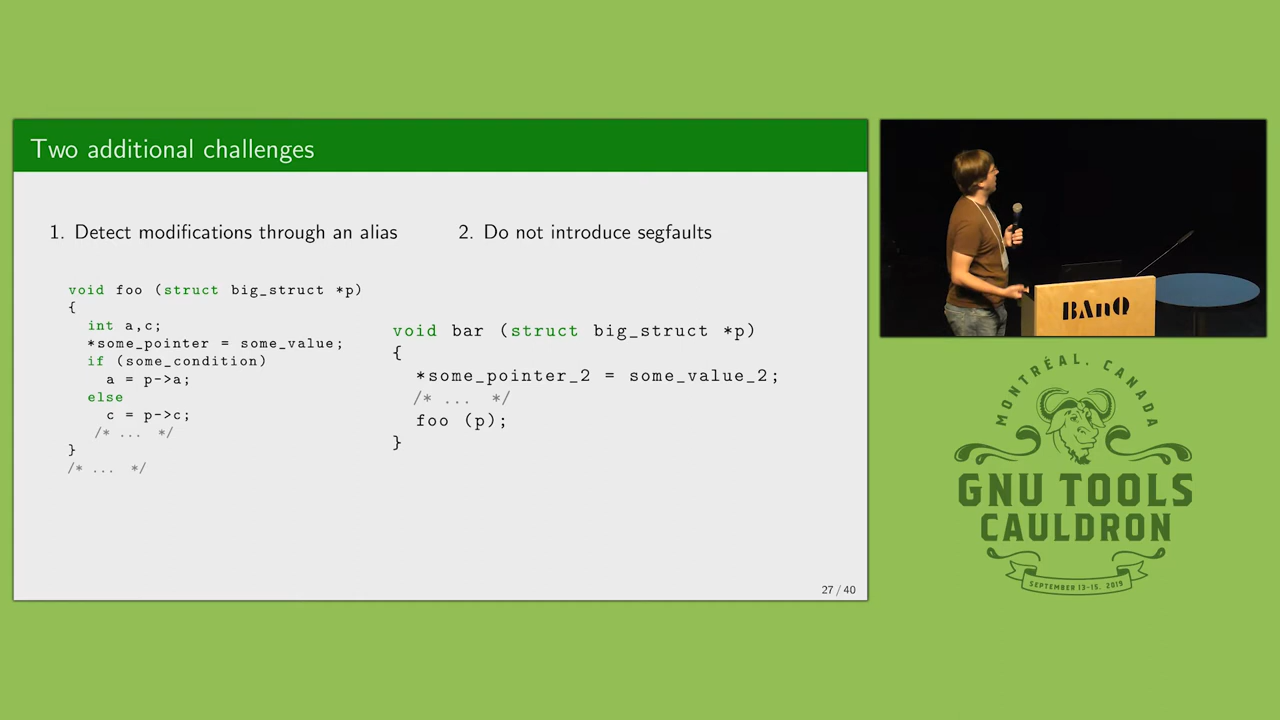 Two additional challenges
1. Detect modifications through an alias
2. Do not introduce segfaults
void foo (struct big_struct *p)
{
int a,c;
*some_pointer = some_value;
if (some_condition)
a = p->a;
else
c = p->c;
/* ... */
}
/* ... */
void bar (struct big_struct *p)
{
*some_pointer_2 = some_value_2;
/* ... */
foo (p);
}
27 / 40
BAnQ
MONTRÉAL, CANADA
GNU TOOLS
CAULDRON
SEPTEMBER 13-15, 2019